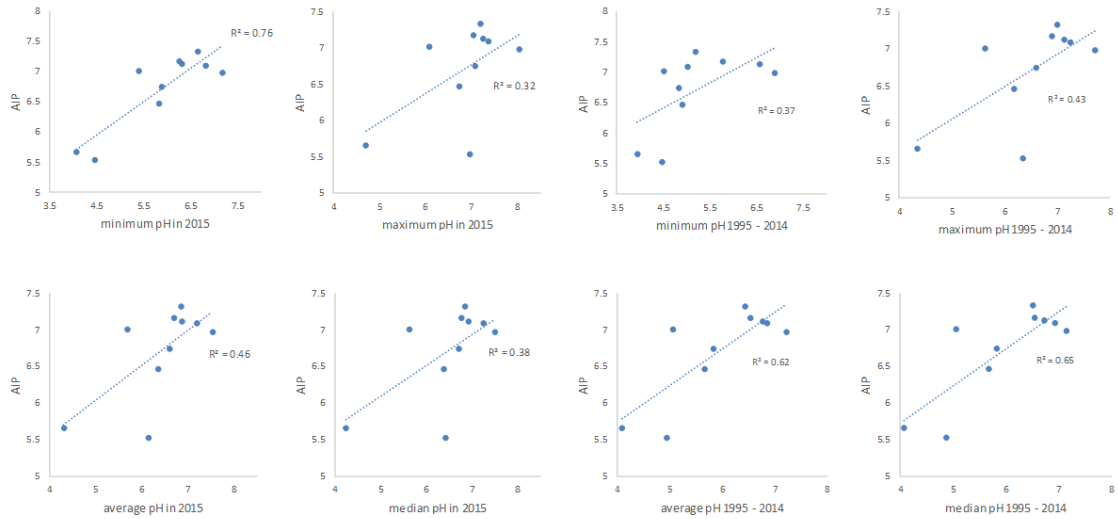 8
7.5
7
6.5
6
5.5
5
AIP
R² = 0.76
3.5 4.5 5.5 6.5 7.5
minimum pH in 2015
7.5
7
6.5
6
5.5
5
AIP
R² = 0.32
4 5 6 7 8
maximum pH in 2015
7.5
7
6.5
6
5.5
5
AIP
R² = 0.37
3.5 4.5 5.5 6.5 7.5
minimum pH 1995 - 2014
7.5
7
6.5
6
5.5
5
AIP
R² = 0.43
4 5 6 7 8
maximum pH 1995 - 2014
7.5
7
6.5
6
5.5
5
AIP
R² = 0.46
4 5 6 7 8
average pH in 2015
7.5
7
6.5
6
5.5
5
AIP
R² = 0.38
4 5 6 7 8
median pH in 2015
7.5
7
6.5
6
5.5
5
AIP
R² = 0.62
4 5 6 7 8
average pH 1995 - 2014
7.5
7
6.5
6
5.5
5
AIP
R² = 0.65
4 5 6 7 8
median pH 1995 - 2014